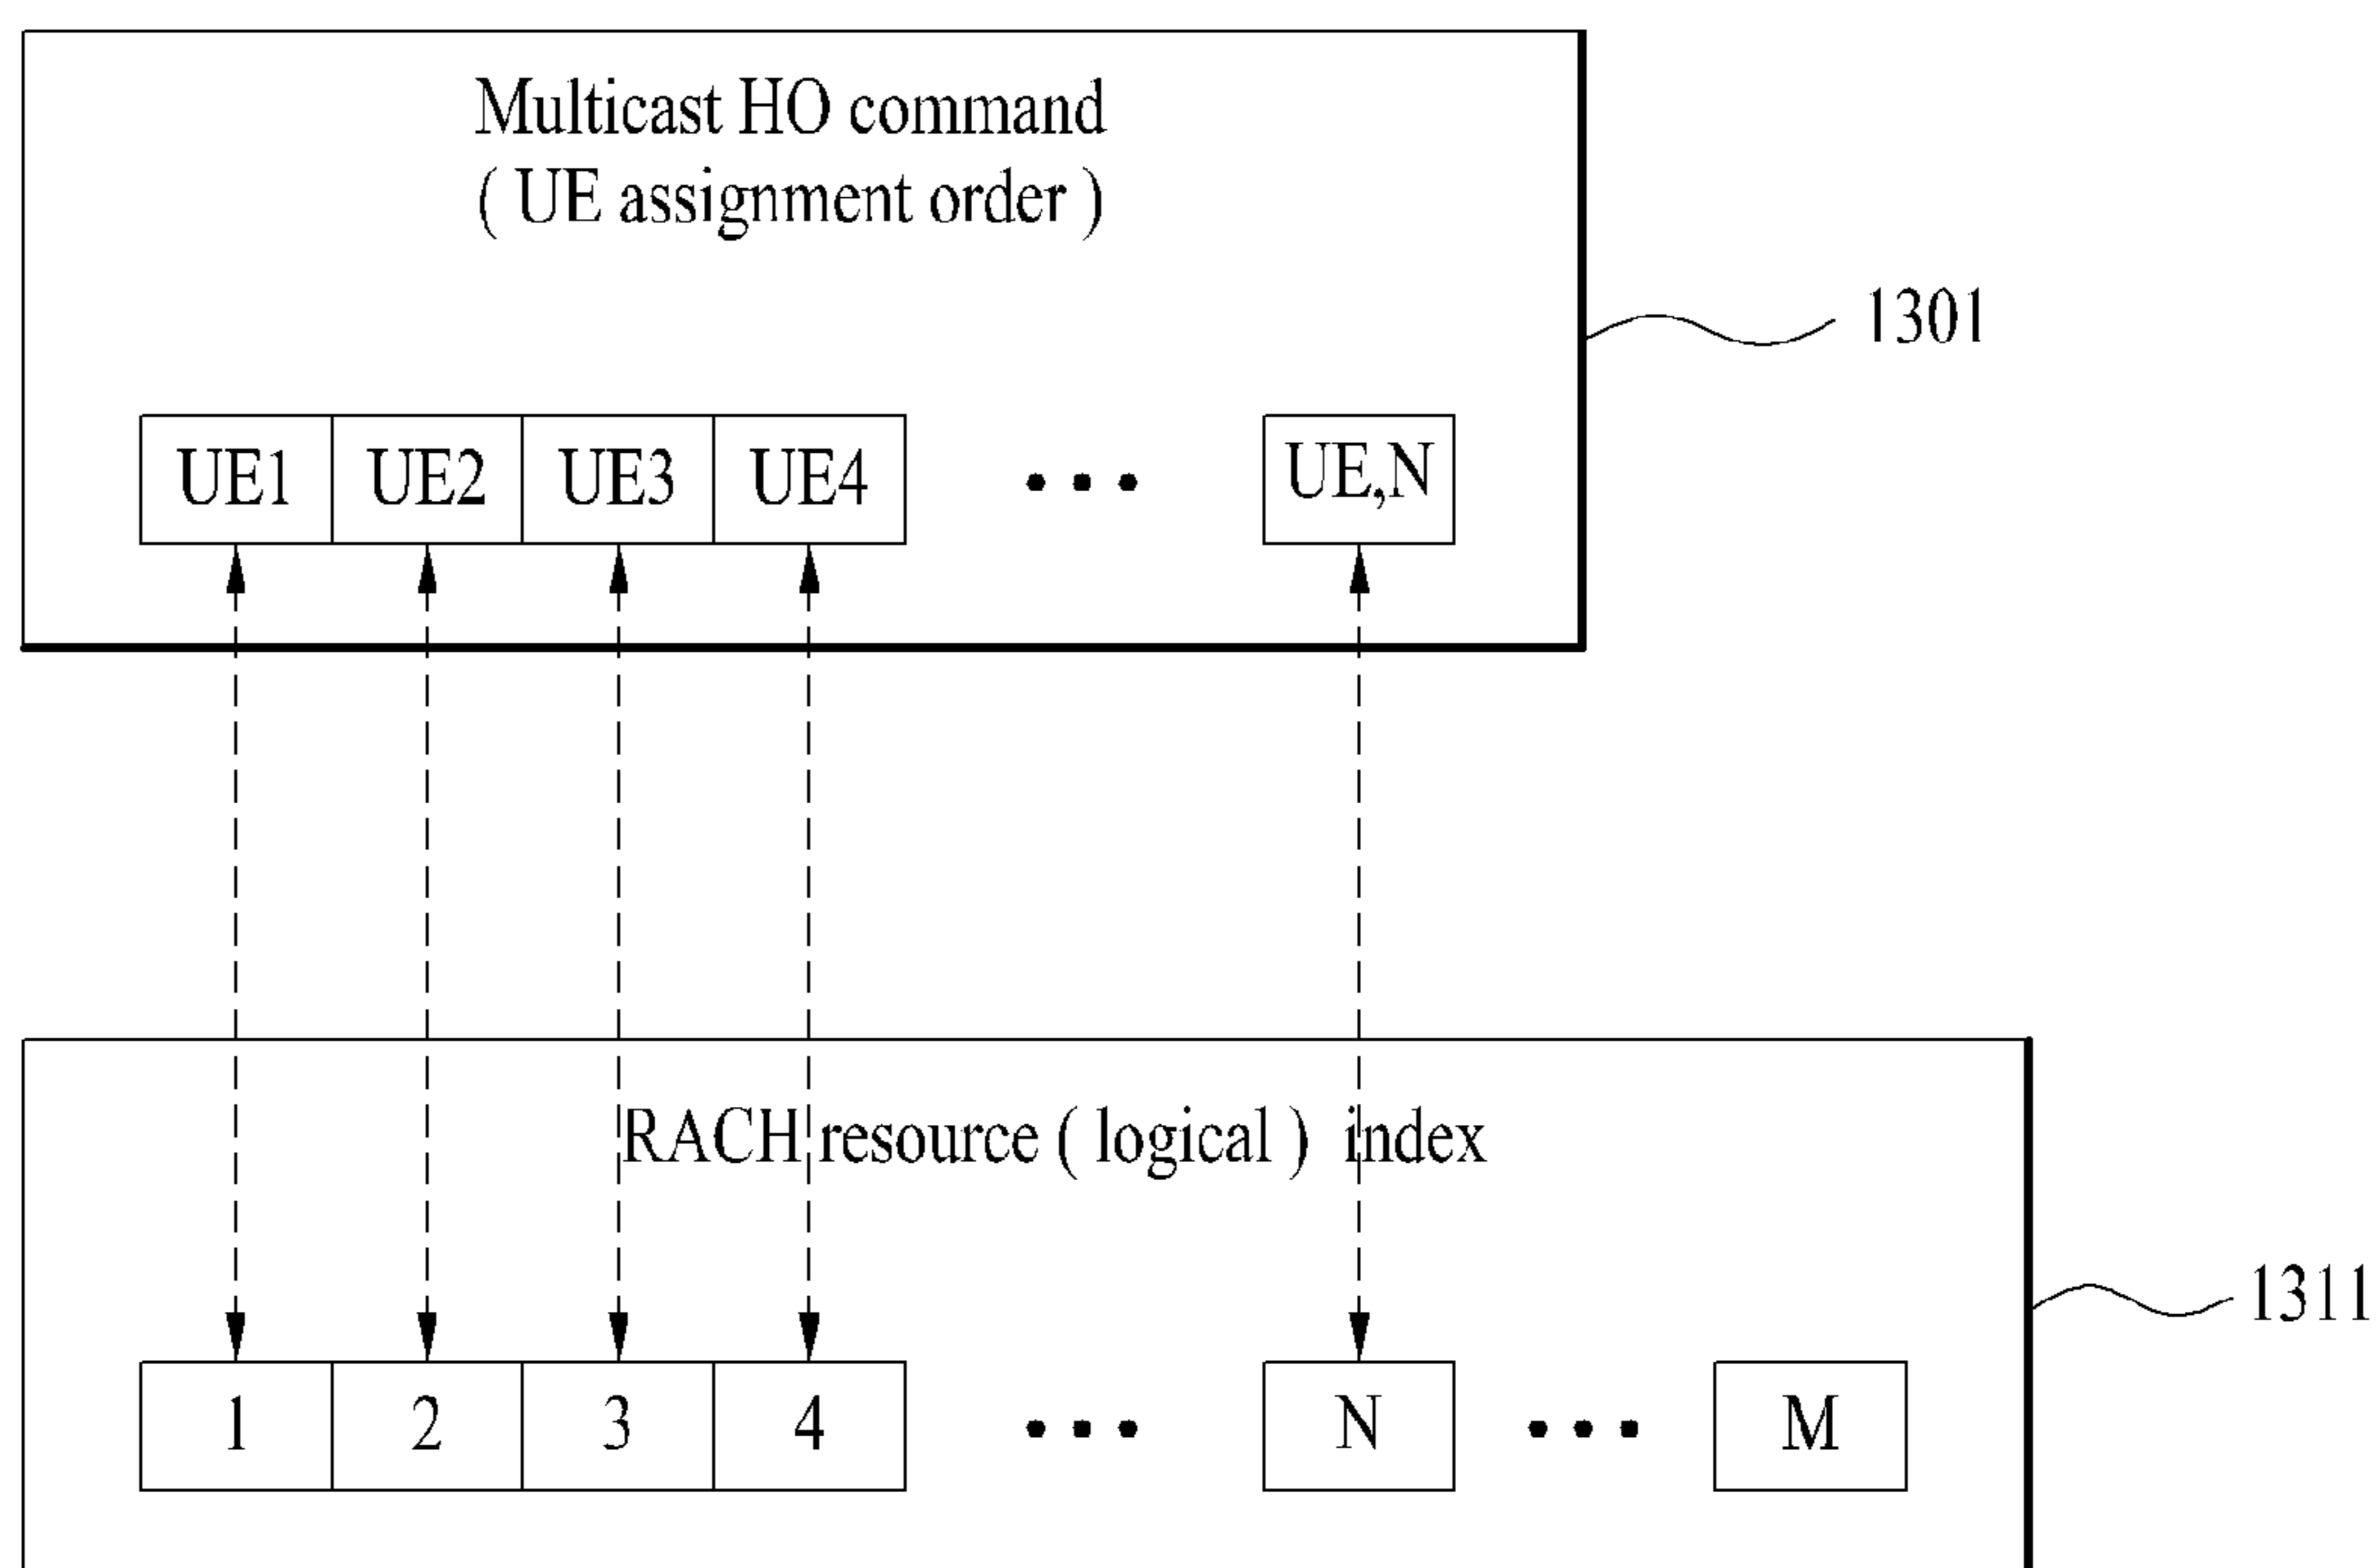 Multicast HO command
( UE assignment order )
1301
UE1 UE2 UE3 UE4 • • • UE,N
RACH resource ( logical ) index
1311
1 2 3 4 • • • N • • • M